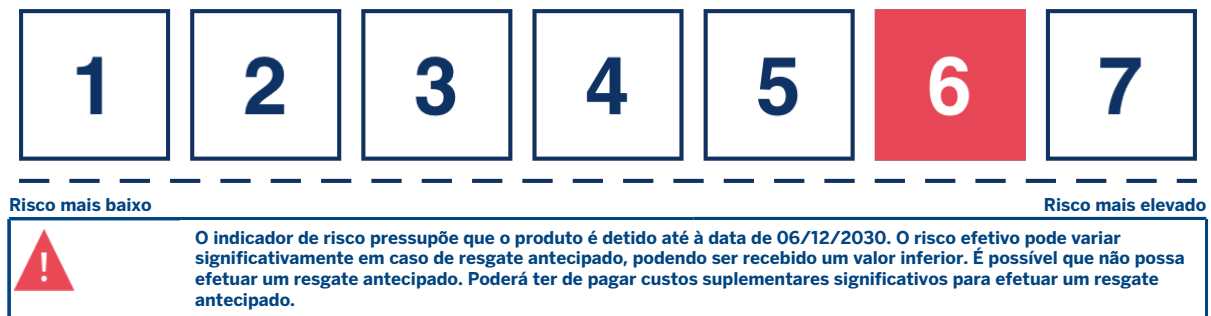 1 2 3 4 5 6 7
Risco mais baixo Risco mais elevado
! O indicador de risco pressupõe que o produto é detido até à data de 06/12/2030. O risco efetivo pode variar
significativamente em caso de resgate antecipado, podendo ser recebido um valor inferior. É possível que não possa
efetuar um resgate antecipado. Poderá ter de pagar custos suplementares significativos para efetuar um resgate
antecipado.